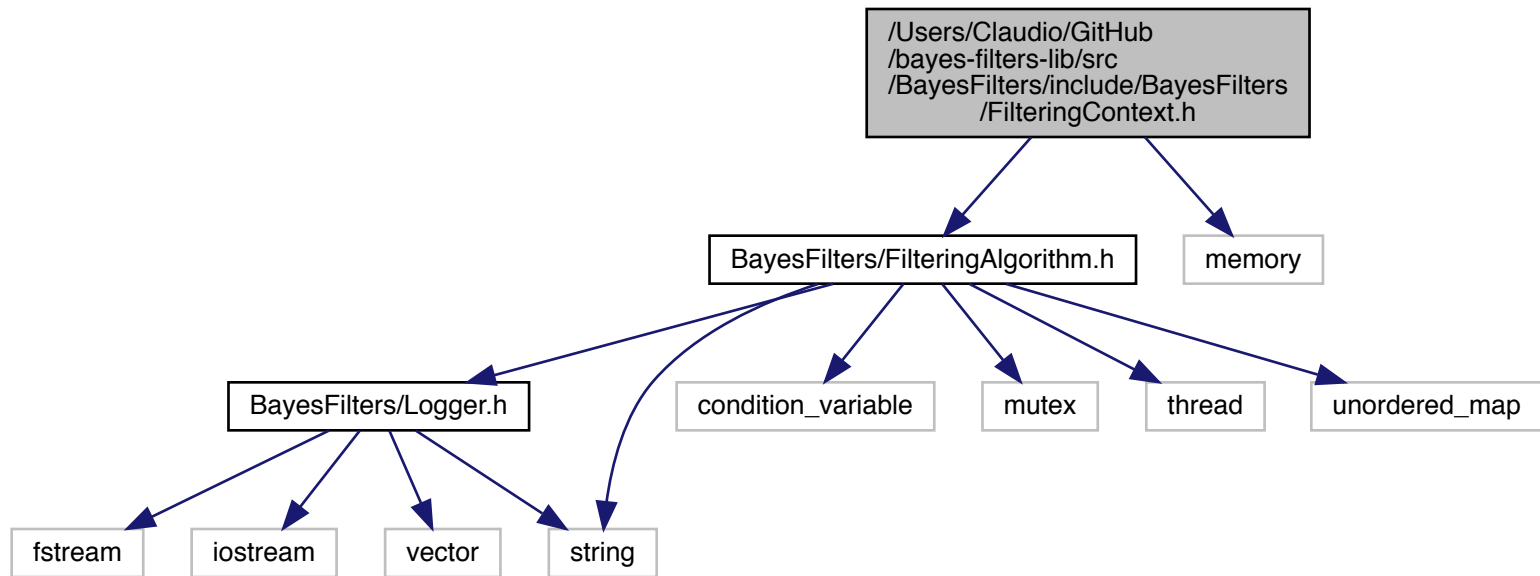 /Users/Claudio/GitHub
/bayes-filters-lib/src
/BayesFilters/include/BayesFilters
/FilteringContext.h
BayesFilters/FilteringAlgorithm.h
memory
BayesFilters/Logger.h
condition_variable
mutex
thread
unordered_map
fstream
iostream
vector
string